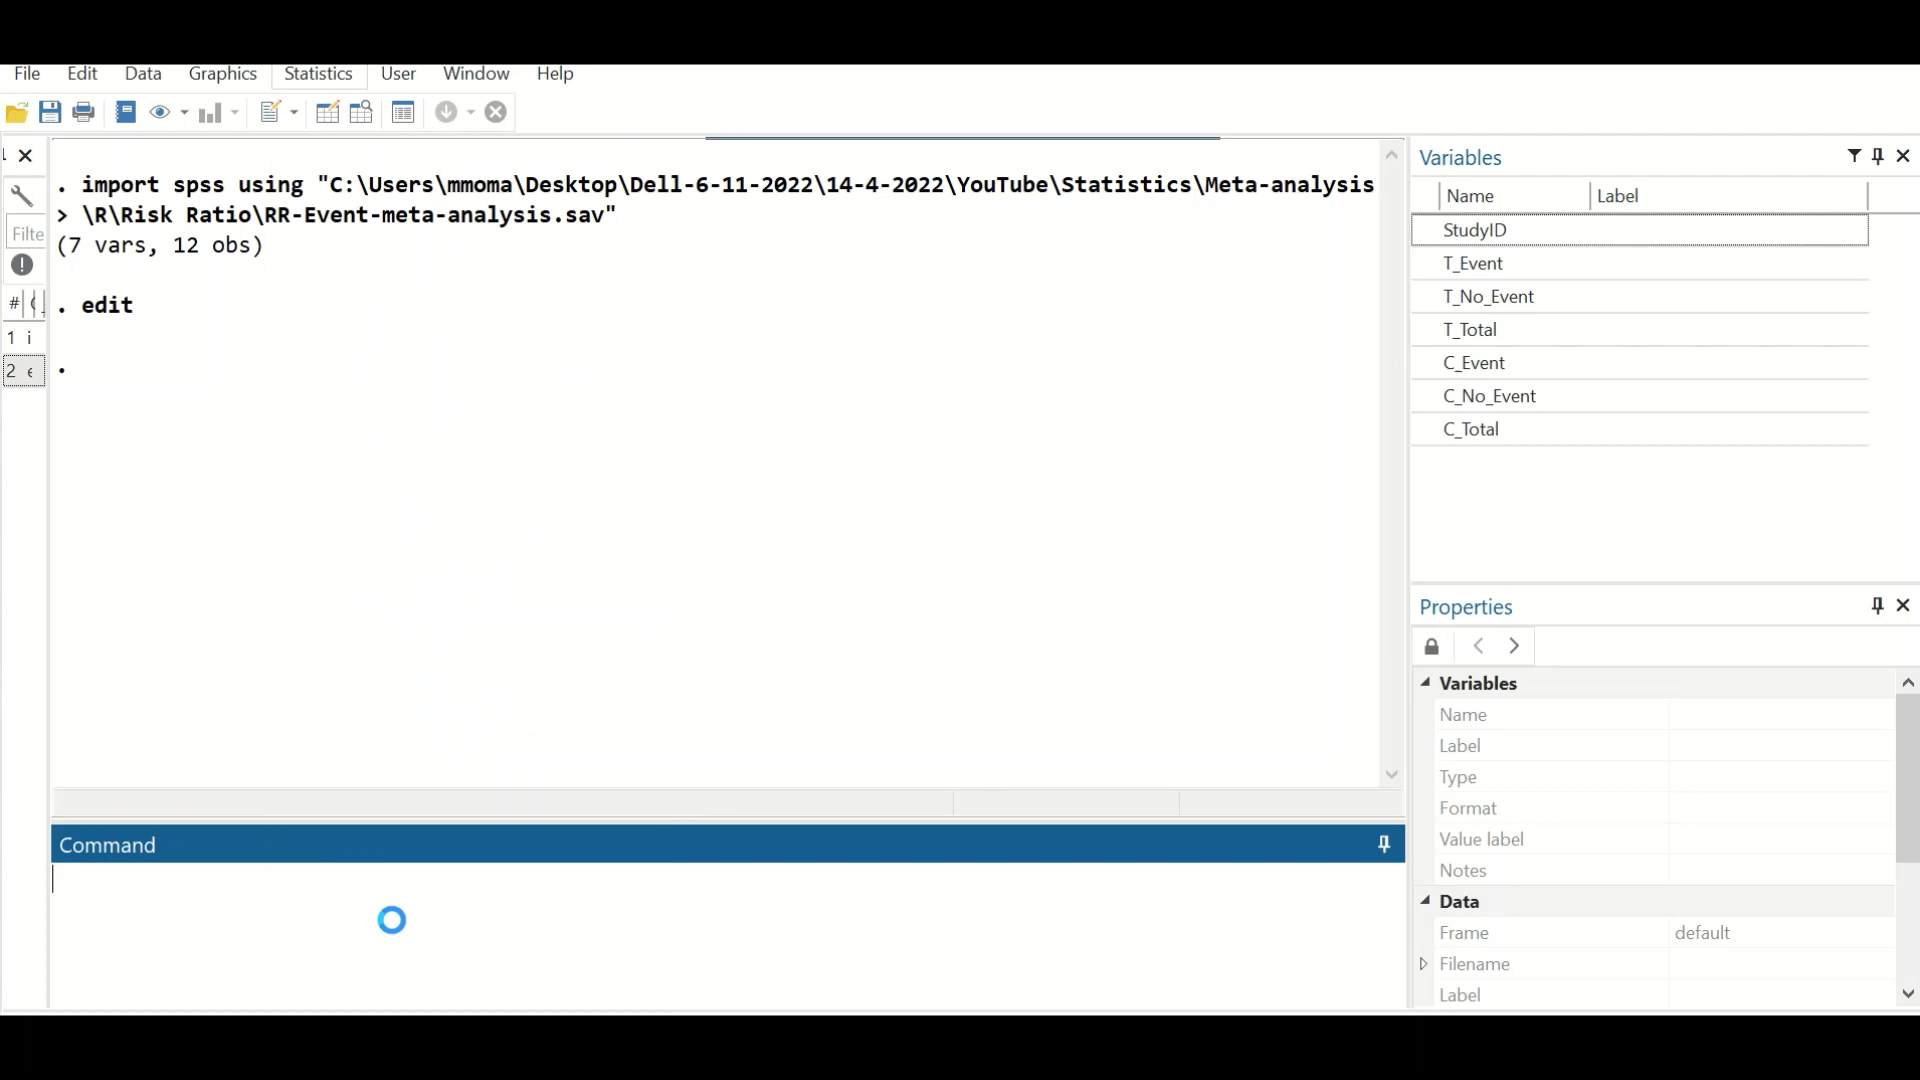 File Edit Data Graphics Statistics User Window Help
. import spss using "C:\Users\mmoma\Desktop\Dell-6-11-2022\14-4-2022\YouTube\Statistics\Meta-analysis
> \R\Risk Ratio\RR-Event-meta-analysis.sav"
(7 vars, 12 obs)
. edit
.
Filte
#
1 i
2 e
Command
Variables
Name Label
StudyID
T_Event
T_No_Event
T_Total
C_Event
C_No_Event
C_Total
Properties
Variables
Name
Label
Type
Format
Value label
Notes
Data
Frame default
Filename
Label